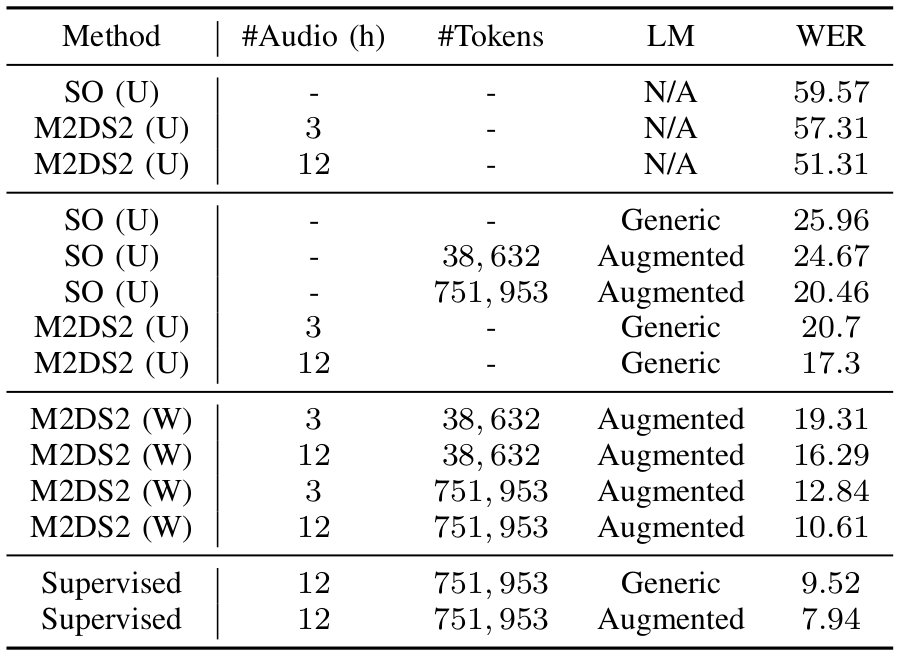 Method #Audio (h) #Tokens LM WER
SO (U) - - N/A 59.57
M2DS2 (U) 3 - N/A 57.31
M2DS2 (U) 12 - N/A 51.31
SO (U) - - Generic 25.96
SO (U) - 38,632 Augmented 24.67
SO (U) - 751,953 Augmented 20.46
M2DS2 (U) 3 - Generic 20.7
M2DS2 (U) 12 - Generic 17.3
M2DS2 (W) 3 38,632 Augmented 19.31
M2DS2 (W) 12 38,632 Augmented 16.29
M2DS2 (W) 3 751,953 Augmented 12.84
M2DS2 (W) 12 751,953 Augmented 10.61
Supervised 12 751,953 Generic 9.52
Supervised 12 751,953 Augmented 7.94